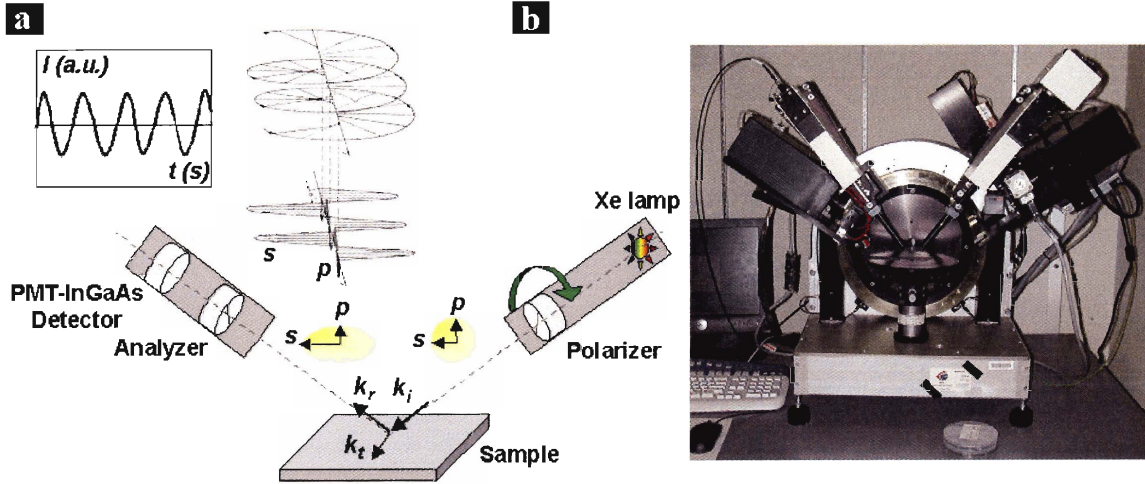 a
I (a.u.)
t (s)
s
p
Xe lamp
PMT-InGaAs
Detector
Analyzer
p
s
p
s
Polarizer
k_r
k_i
k_t
Sample
b